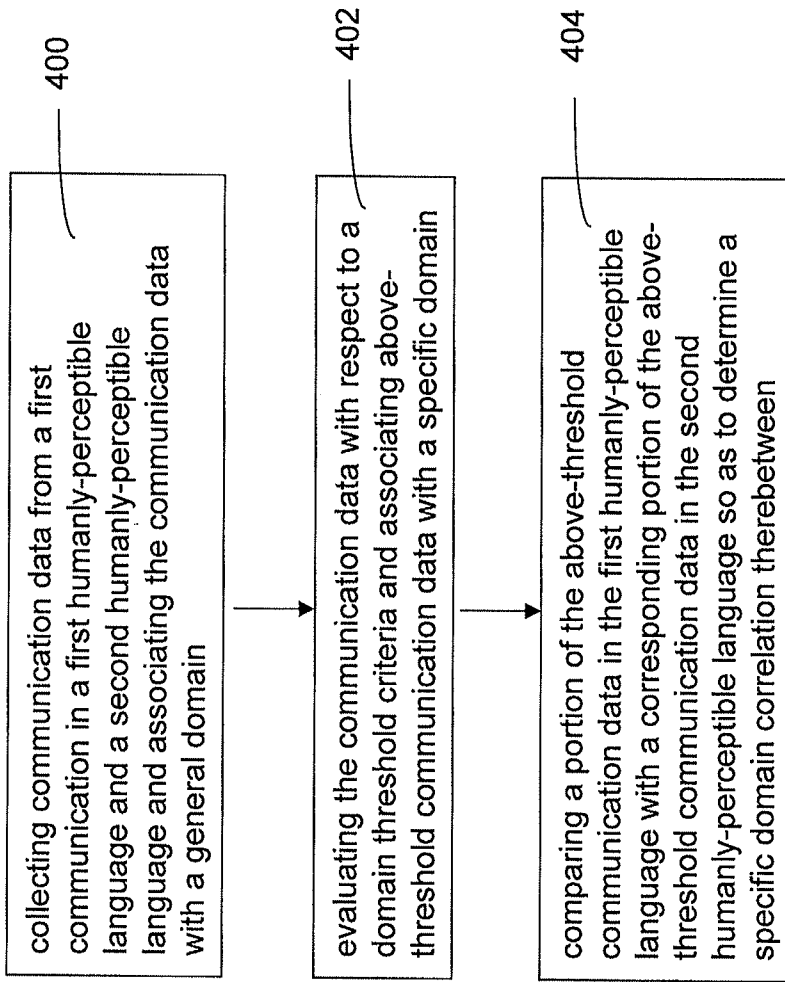 collecting communication data from a first
communication in a first humanly-perceptible
language and a second humanly-perceptible
language and associating the communication data
with a general domain
400
evaluating the communication data with respect to a
domain threshold criteria and associating above-
threshold communication data with a specific domain
402
comparing a portion of the above-threshold
communication data in the first humanly-perceptible
language with a corresponding portion of the above-
threshold communication data in the second
humanly-perceptible language so as to determine a
specific domain correlation therebetween
404